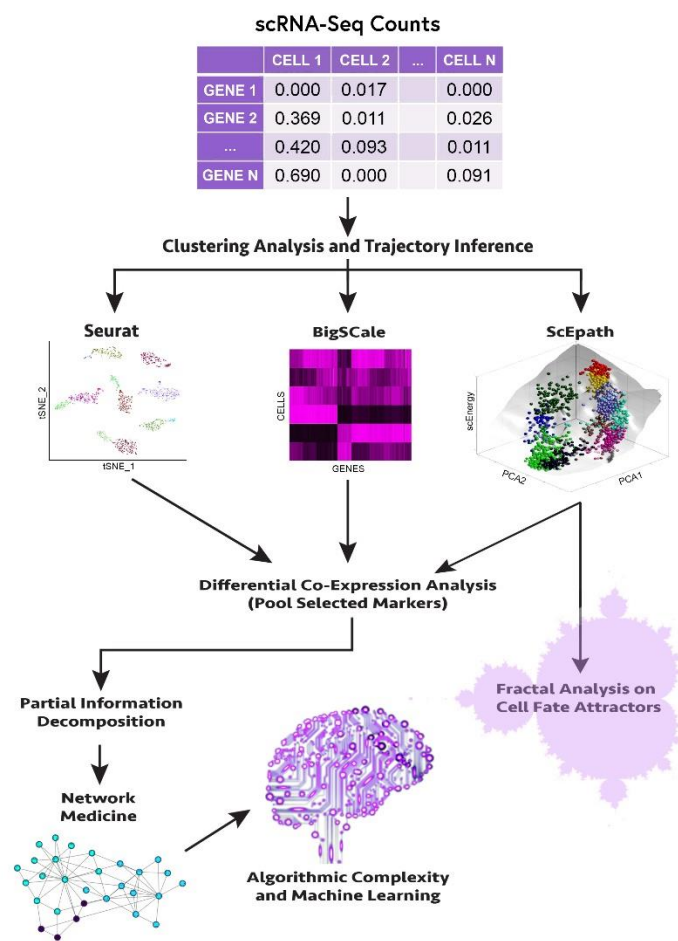 scRNA-Seq Counts
CELL 1 CELL 2 ... CELL N
GENE 1 0.000 0.017 0.000
GENE 2 0.369 0.011 0.026
... 0.420 0.093 0.011
GENE N 0.690 0.000 0.091
Clustering Analysis and Trajectory Inference
Seurat
BigSCale
ScEpath
tSNE_2
tSNE_1
CELLS
GENES
scEnergy
PCA2
PCA1
Differential Co-Expression Analysis
(Pool Selected Markers)
Partial Information
Decomposition
Fractal Analysis on
Cell Fate Attractors
Network
Medicine
Algorithmic Complexity
and Machine Learning